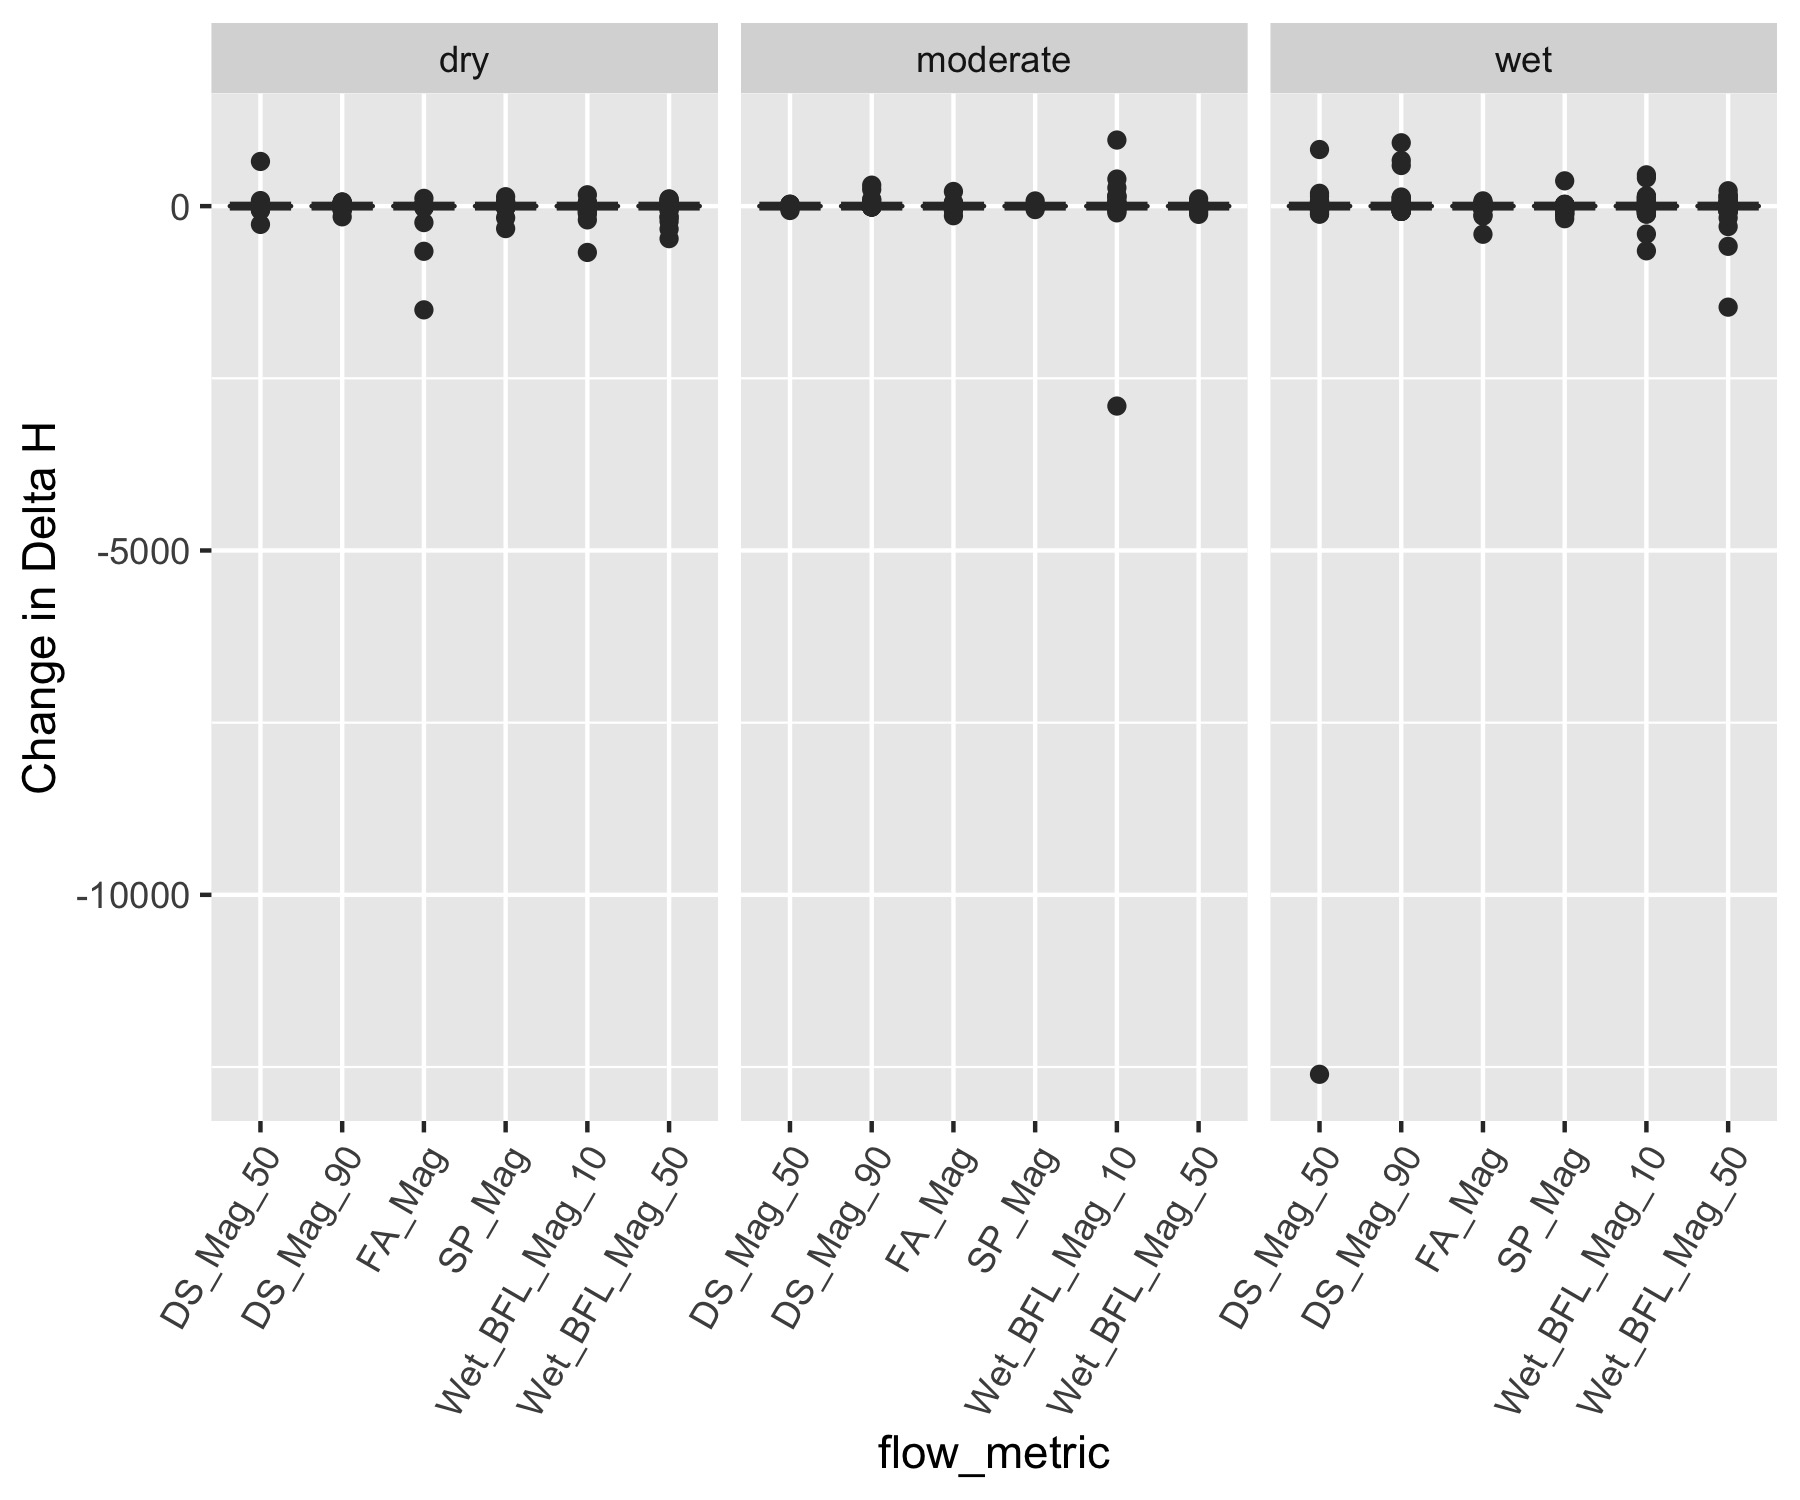 dry
moderate
wet
Change in Delta H
0
-5000
-10000
DS_Mag_50
DS_Mag_90
FA_Mag
SP_Mag
Wet_BFL_Mag_10
Wet_BFL_Mag_50
DS_Mag_50
DS_Mag_90
FA_Mag
SP_Mag
Wet_BFL_Mag_10
Wet_BFL_Mag_50
DS_Mag_50
DS_Mag_90
FA_Mag
SP_Mag
Wet_BFL_Mag_10
Wet_BFL_Mag_50
flow_metric